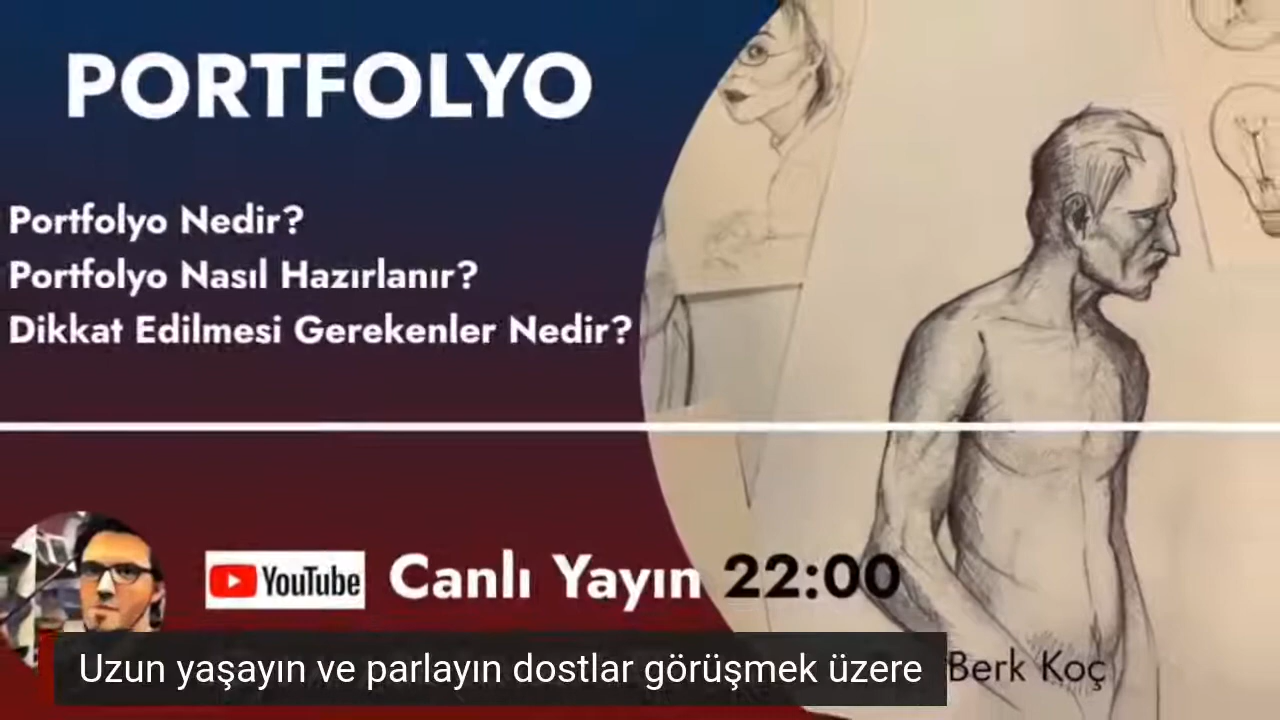 PORTFOLYO
Portfolyo Nedir?
Portfolyo Nasıl Hazırlanır?
Dikkat Edilmesi Gerekenler Nedir?
YouTube Canlı Yayın 22:00
Berk Koç
Uzun yaşayın ve parlayın dostlar görüşmek üzere